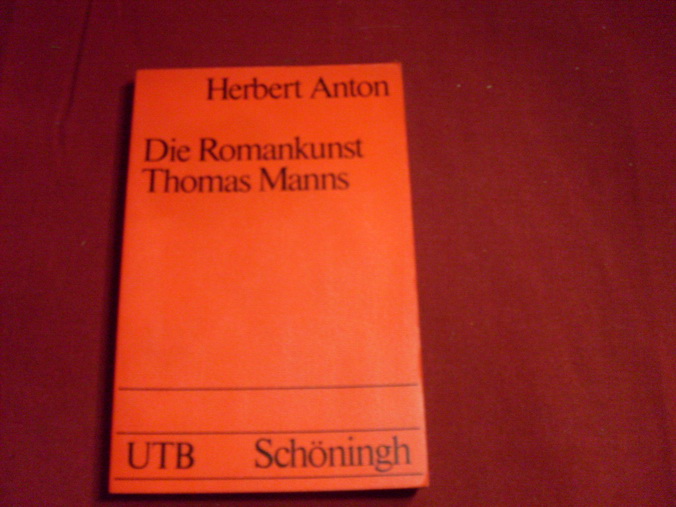 Herbert Anton
Die Romankunst
Thomas Manns
UTB Schöningh